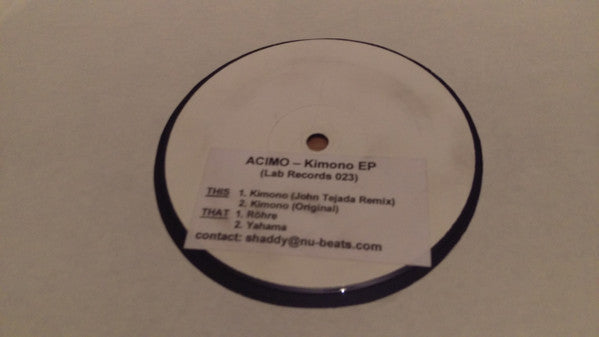 ACIMO – Kimono EP
(Lab Records 023)
THIS 1. Kimono (John Tejada Remix)
2. Kimono (Original)
THAT 1. Röhre
2. Yahama
contact: shaddy@nu-beats.com